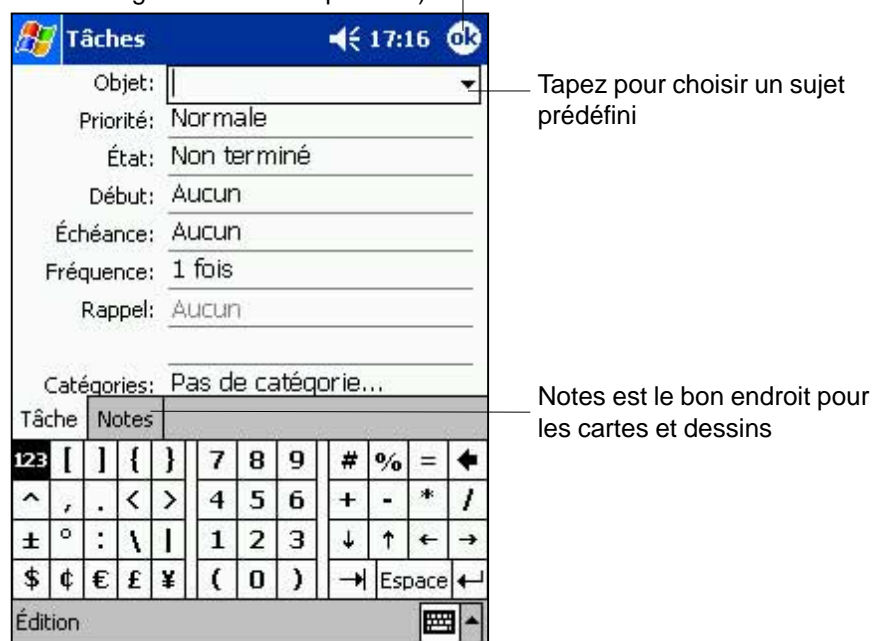 Tâches 17:16 ok
Objet:
Tapez pour choisir un sujet
prédéfini
Priorité: Normale
État: Non terminé
Début: Aucun
Échéance: Aucun
Fréquence: 1 fois
Rappel: Aucun
Catégories: Pas de catégorie...
Notes est le bon endroit pour
les cartes et dessins
Tâche Notes
123 [ ] { } 7 8 9 # % = 🡄
^ , . < > 4 5 6 + - * /
± ° : \ | 1 2 3 ↓ ↑ ← →
$ ¢ € £ ¥ ( 0 ) →| Espace ↵
Édition